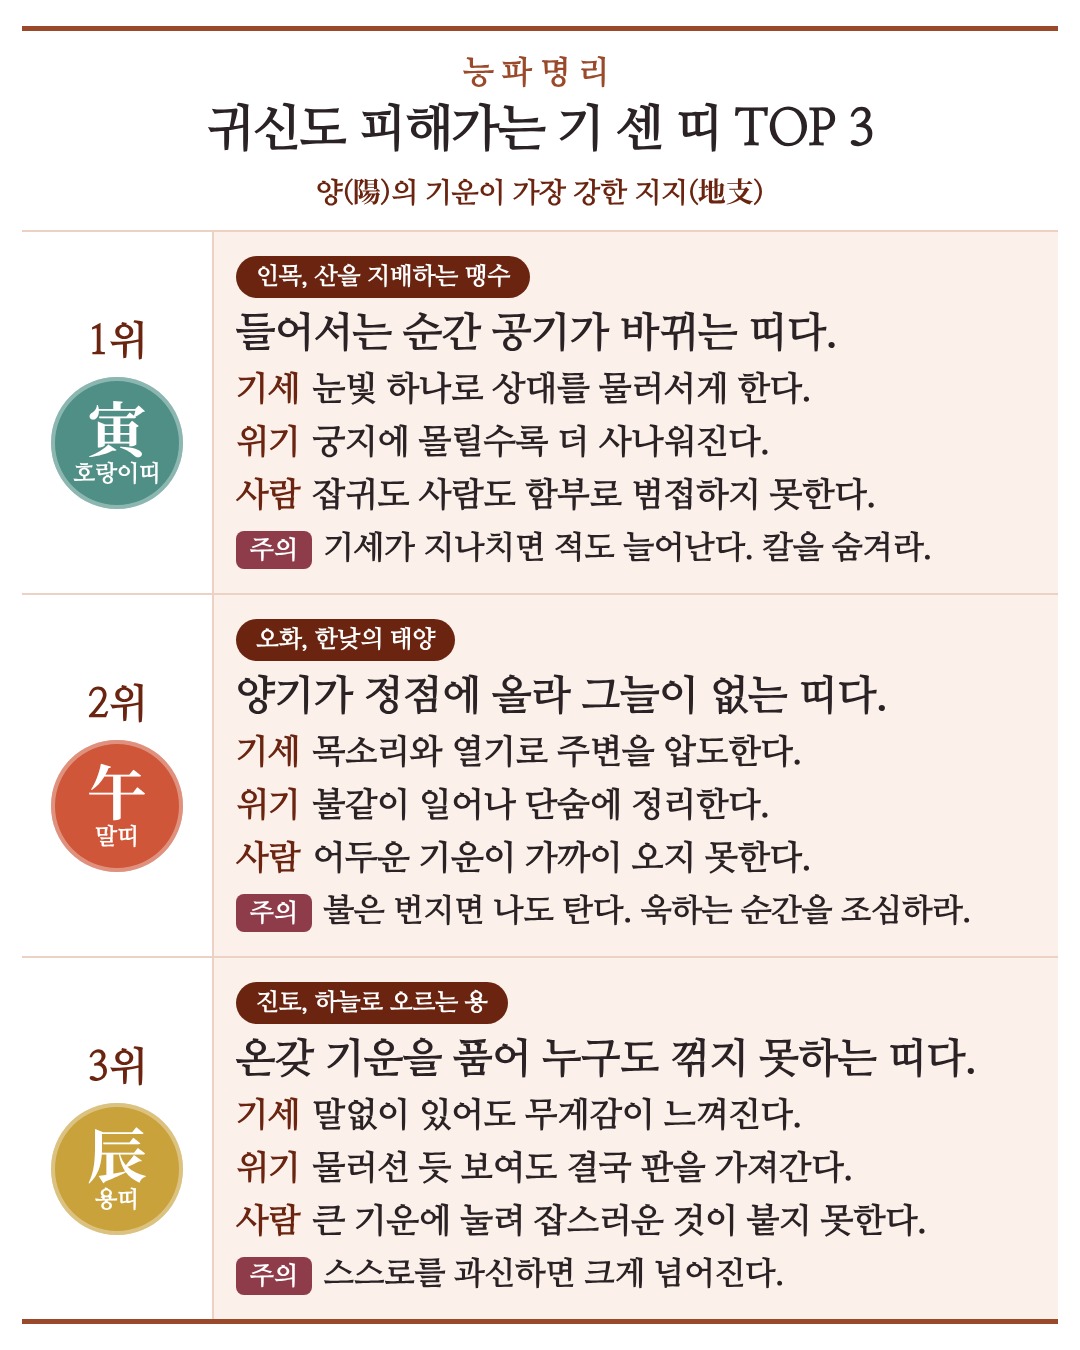 능파명리
귀신도 피해가는 기 센 띠 TOP 3
양(陽)의 기운이 가장 강한 지지(地支)
1위
寅
호랑이띠
인목, 산을 지배하는 맹수
들어서는 순간 공기가 바뀌는 띠다.
기세 눈빛 하나로 상대를 물러서게 한다.
위기 궁지에 몰릴수록 더 사나워진다.
사람 잡귀도 사람도 함부로 범접하지 못한다.
주의 기세가 지나치면 적도 늘어난다. 칼을 숨겨라.
2위
午
말띠
오화, 한낮의 태양
양기가 정점에 올라 그늘이 없는 띠다.
기세 목소리와 열기로 주변을 압도한다.
위기 불같이 일어나 단숨에 정리한다.
사람 어두운 기운이 가까이 오지 못한다.
주의 불은 번지면 나도 탄다. 욱하는 순간을 조심하라.
3위
辰
용띠
진토, 하늘로 오르는 용
온갖 기운을 품어 누구도 꺾지 못하는 띠다.
기세 말없이 있어도 무게감이 느껴진다.
위기 물러선 듯 보여도 결국 판을 가져간다.
사람 큰 기운에 눌려 잡스러운 것이 붙지 못한다.
주의 스스로를 과신하면 크게 넘어진다.